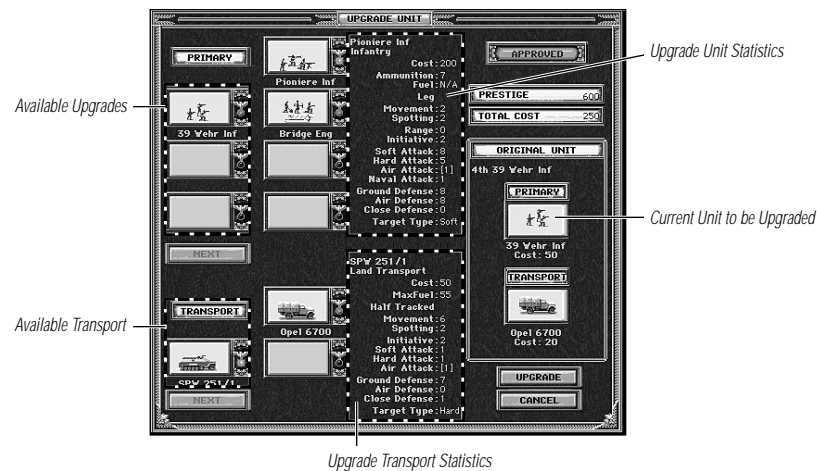 UPGRADE UNIT
PRIMARY
Pioniere Inf
39 Wehr Inf
Bridge Eng
NEXT
Pioniere Inf
Infantry
Cost:200
Ammunition:7
Fuel:N/A
Leg
Movement:2
Spotting:2
Range:0
Initiative:2
Soft Attack:8
Hard Attack:5
Air Attack:[1]
Naval Attack:1
Ground Defense:8
Air Defense:8
Close Defense:0
Target Type:Soft
APPROVED
PRESTIGE 600
TOTAL COST 250
ORIGINAL UNIT
4th 39 Wehr Inf
PRIMARY
39 Wehr Inf
Cost: 50
TRANSPORT
Opel 6700
Cost: 20
TRANSPORT
Opel 6700
SPW 251/1
NEXT
SPW 251/1
Land Transport
Cost:50
MaxFuel:55
Half Tracked
Movement:6
Spotting:2
Initiative:2
Soft Attack:1
Hard Attack:1
Air Attack:[1]
Ground Defense:7
Air Defense:0
Close Defense:1
Target Type:Hard
UPGRADE
CANCEL
Available Upgrades
Available Transport
Upgrade Unit Statistics
Current Unit to be Upgraded
Upgrade Transport Statistics